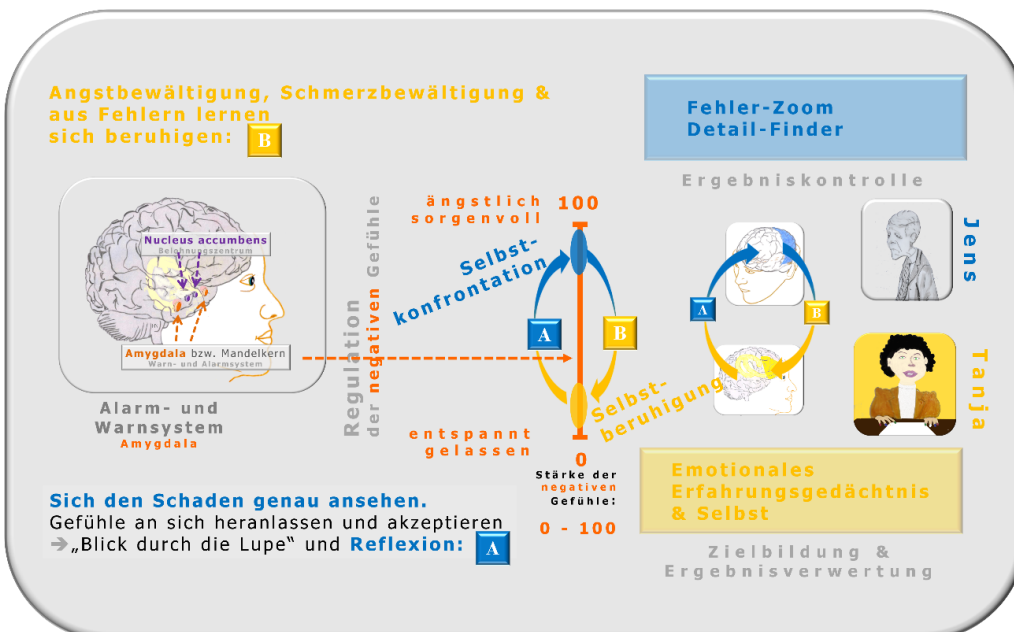 Angstbewältigung, Schmerzbewältigung &
aus Fehlern lernen
sich beruhigen: B
Fehler-Zoom
Detail-Finder
Ergebniskontrolle
Nucleus accumbens
Belohnungszentrum
Amygdala bzw. Mandelkern
Warn- und Alarmsystem
Alarm- und
Warnsystem
Amygdala
Regulation
der negativen Gefühle
ängstlich
sorgenvoll
100
Selbst-
konfrontation
A
B
Selbst-
beruhigung
entspannt
gelassen
0
Stärke der
negativen
Gefühle:
0 - 100
A
B
Jens
Tanja
Emotionales
Erfahrungsgedächtnis
& Selbst
Zielbildung &
Ergebnisverwertung
Sich den Schaden genau ansehen.
Gefühle an sich heranlassen und akzeptieren
➔„Blick durch die Lupe“ und Reflexion: A